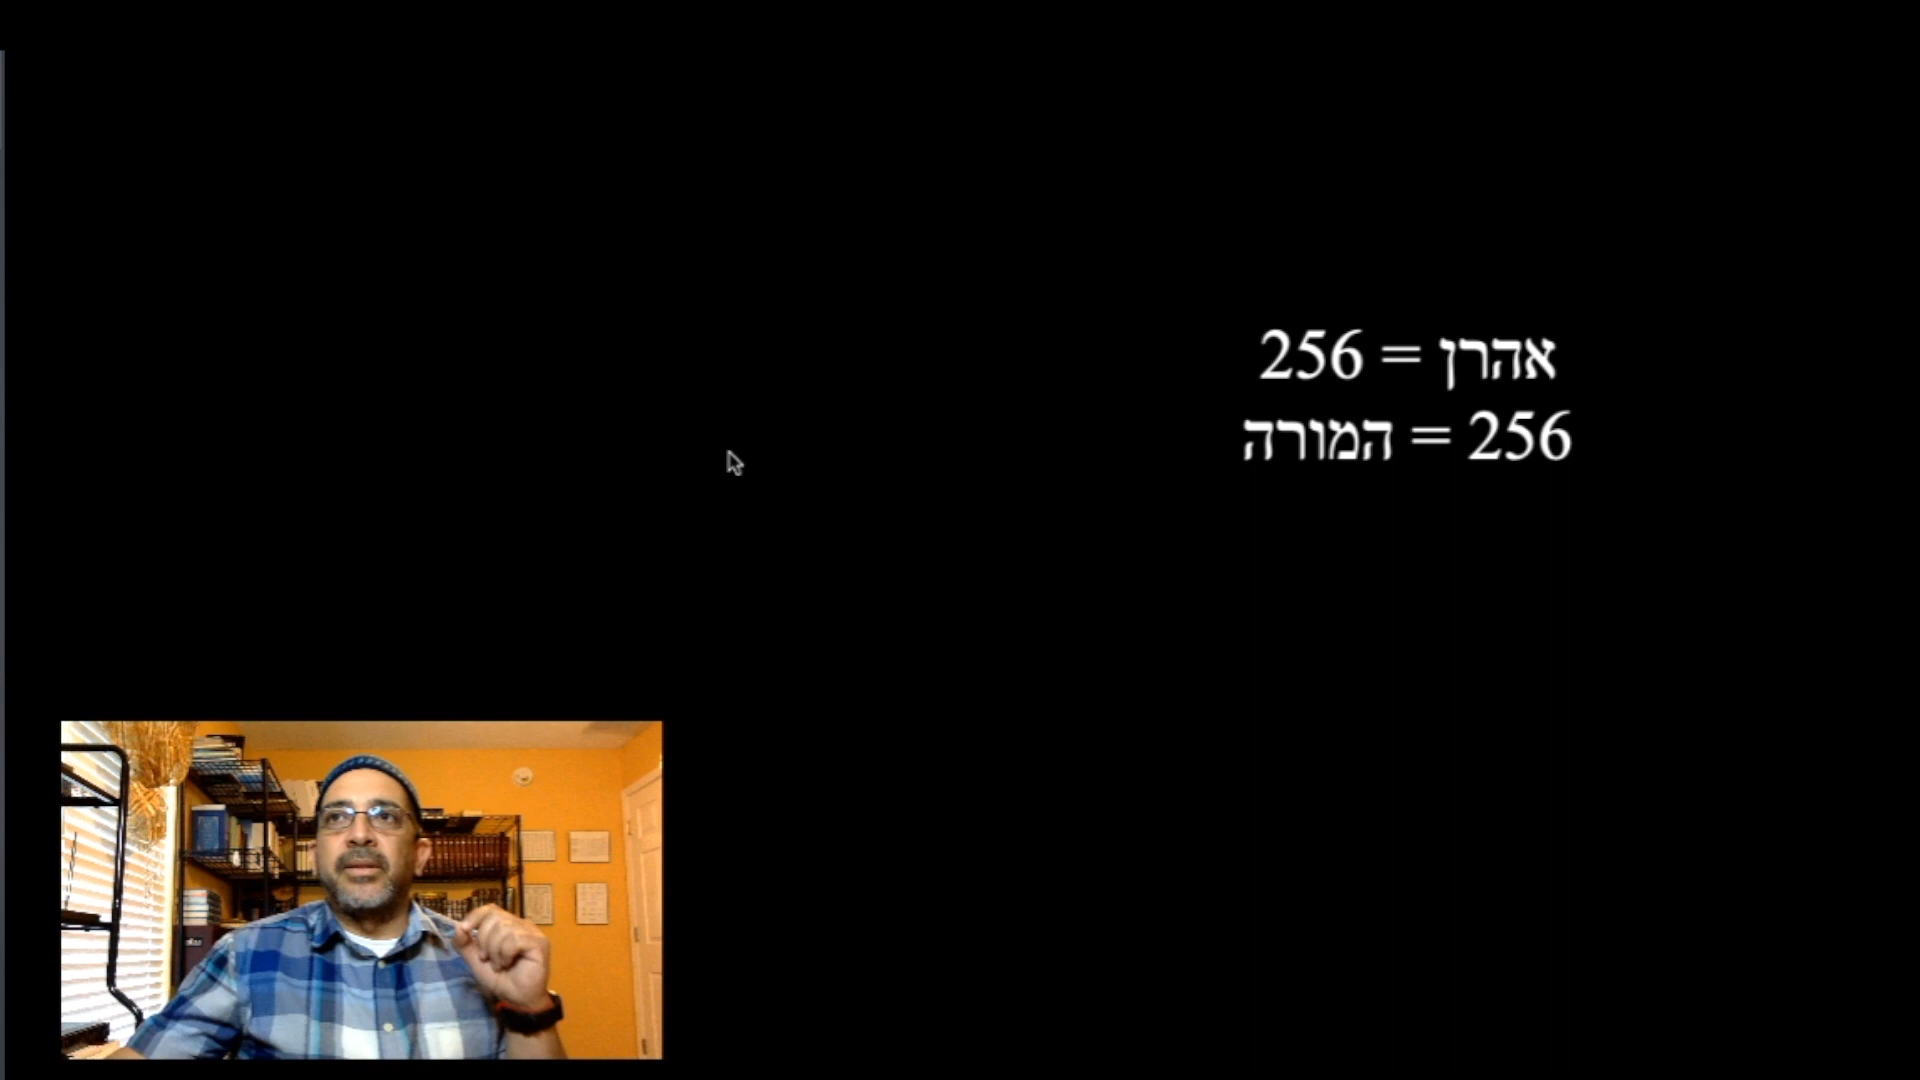 256 = אהרן
המורה = 256